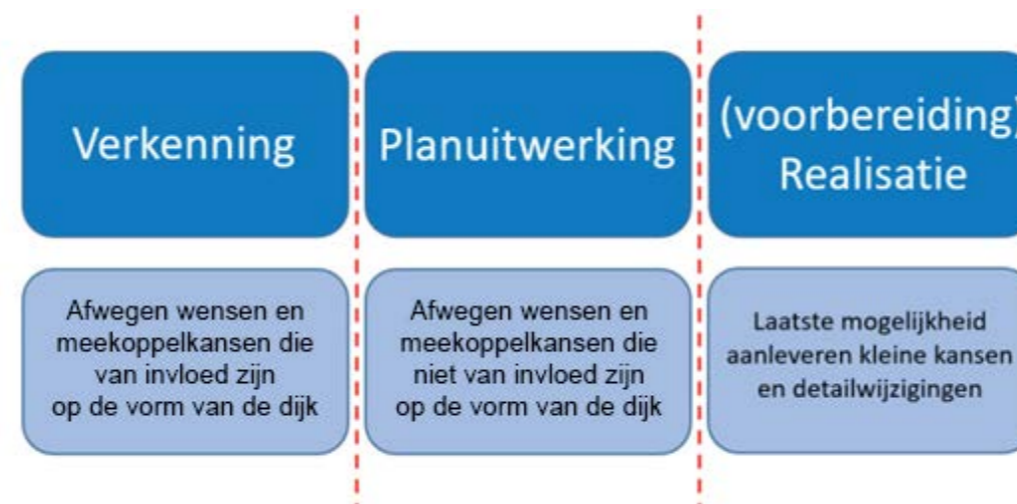 Verkenning
Afwegen wensen en
meekoppelkansen die
van invloed zijn
op de vorm van de dijk
Planuitwerking
Afwegen wensen en
meekoppelkansen die
niet van invloed zijn
op de vorm van de dijk
(voorbereiding)
Realisatie
Laatste mogelijkheid
aanleveren kleine kansen
en detailwijzigingen